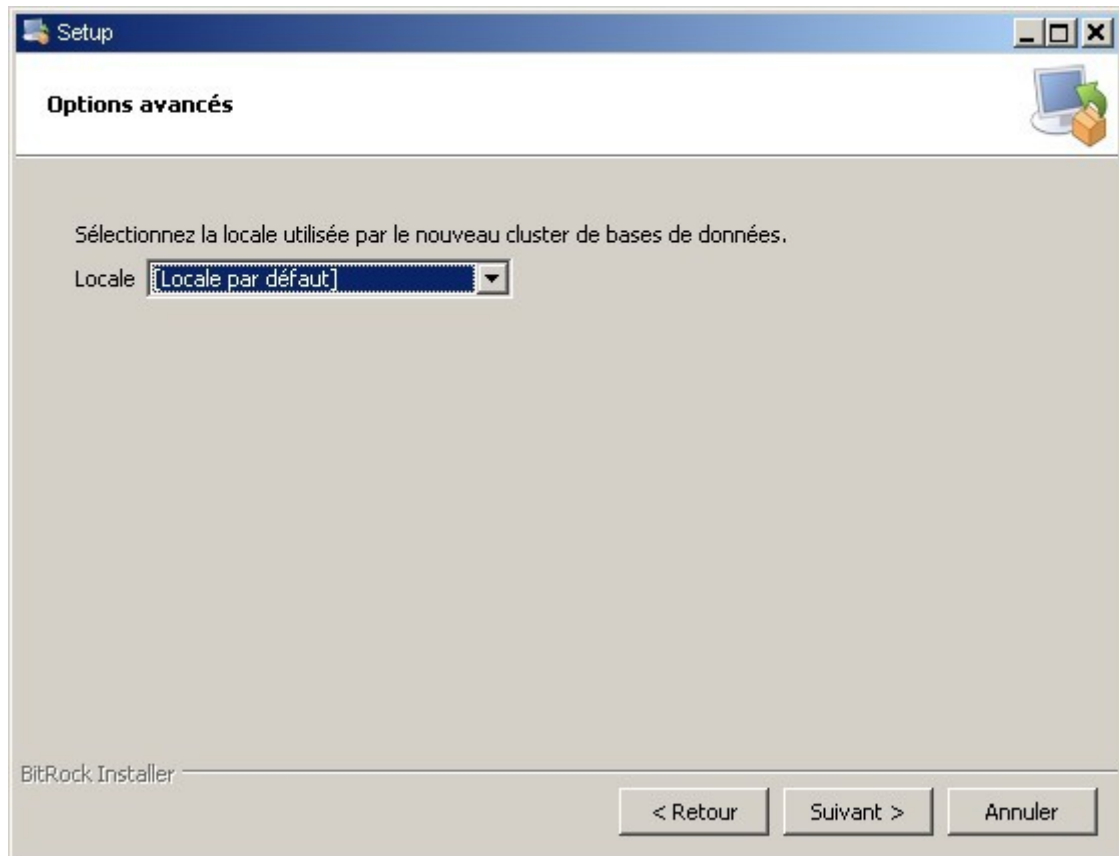 Setup
Options avancés
Sélectionnez la locale utilisée par le nouveau cluster de bases de données.
Locale [Locale par défaut]
BitRock Installer
< Retour Suivant > Annuler